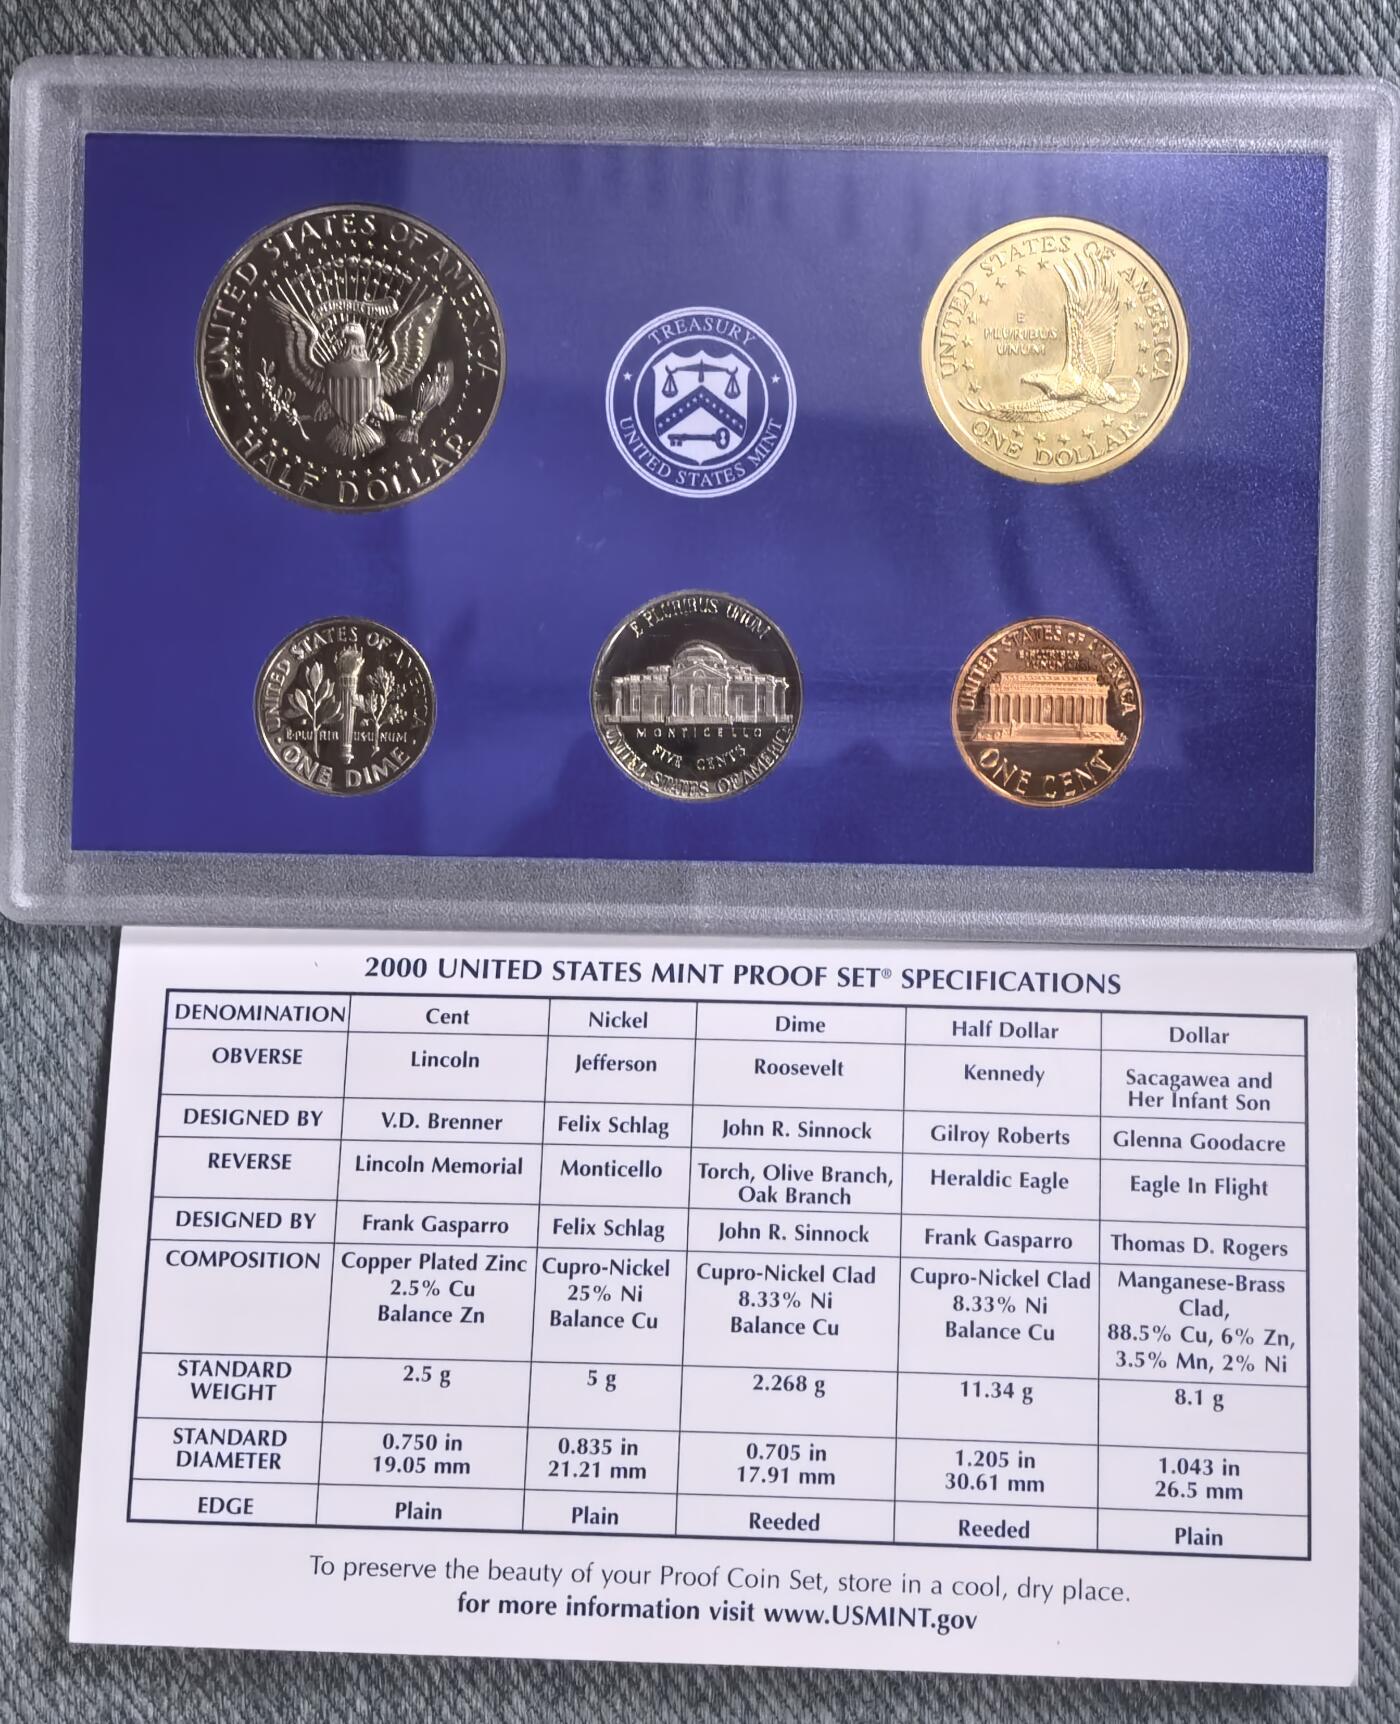 UNITED STATES OF AMERICA
E PLURIBUS UNUM
HALF DOLLAR
TREASURY
UNITED STATES MINT
UNITED STATES OF AMERICA
E
PLURIBUS
UNUM
ONE DOLLAR
UNITED STATES OF AMERICA
E PLURIBUS UNUM
ONE DIME
E PLURIBUS UNUM
MONTICELLO
FIVE CENTS
UNITED STATES OF AMERICA
UNITED STATES OF AMERICA
E PLURIBUS
UNUM
ONE CENT
2000 UNITED STATES MINT PROOF SET® SPECIFICATIONS
DENOMINATION Cent Nickel Dime Half Dollar Dollar
OBVERSE Lincoln Jefferson Roosevelt Kennedy Sacagawea and
Her Infant Son
DESIGNED BY V.D. Brenner Felix Schlag John R. Sinnock Gilroy Roberts Glenna Goodacre
REVERSE Lincoln Memorial Monticello Torch, Olive Branch, Heraldic Eagle Eagle In Flight
Oak Branch
DESIGNED BY Frank Gasparro Felix Schlag John R. Sinnock Frank Gasparro Thomas D. Rogers
COMPOSITION Copper Plated Zinc Cupro-Nickel Cupro-Nickel Clad Cupro-Nickel Clad Manganese-Brass
2.5% Cu 25% Ni 8.33% Ni 8.33% Ni Clad,
Balance Zn Balance Cu Balance Cu Balance Cu 88.5% Cu, 6% Zn,
3.5% Mn, 2% Ni
STANDARD 2.5 g 5 g 2.268 g 11.34 g 8.1 g
WEIGHT
STANDARD 0.750 in 0.835 in 0.705 in 1.205 in 1.043 in
DIAMETER 19.05 mm 21.21 mm 17.91 mm 30.61 mm 26.5 mm
EDGE Plain Plain Reeded Reeded Plain
To preserve the beauty of your Proof Coin Set, store in a cool, dry place.
for more information visit www.USMINT.gov